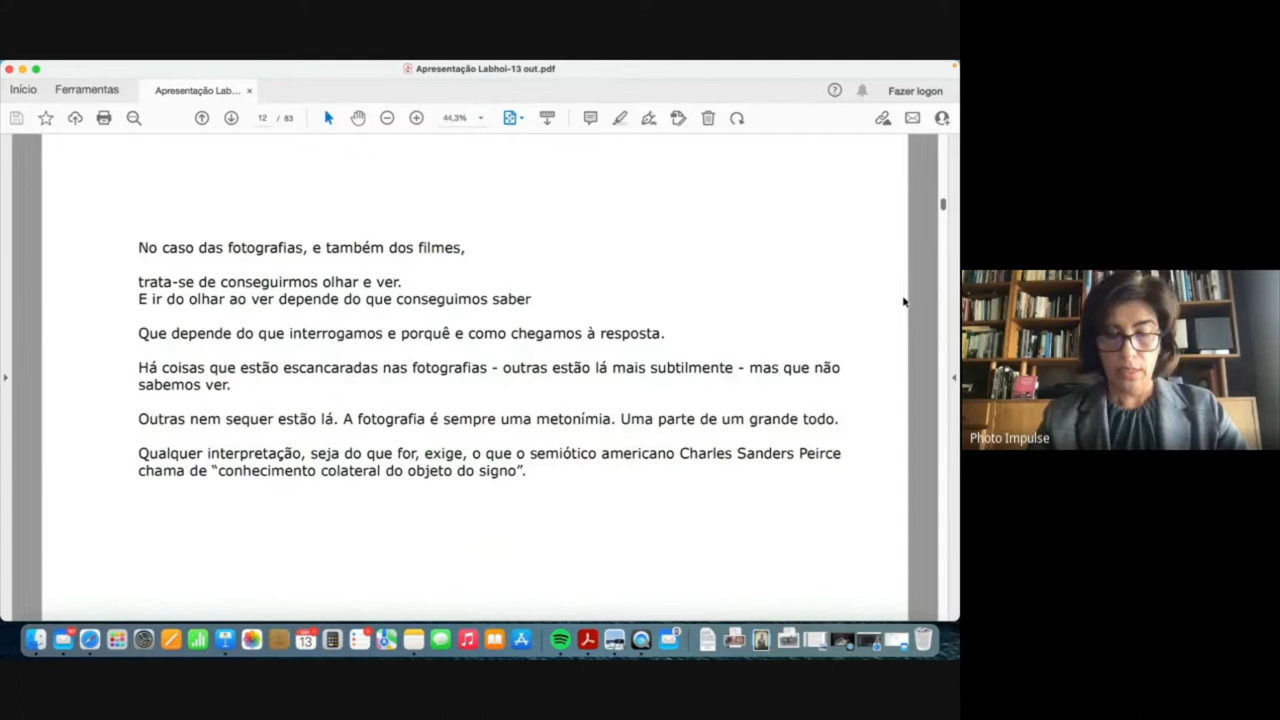 Apresentação Labhoi-13 out.pdf
Início Ferramentas Apresentação Lab... × Fazer logon
12 / 83 44,3%
No caso das fotografias, e também dos filmes,
trata-se de conseguirmos olhar e ver.
E ir do olhar ao ver depende do que conseguimos saber
Que depende do que interrogamos e porquê e como chegamos à resposta.
Há coisas que estão escancaradas nas fotografias - outras estão lá mais subtilmente - mas que não
sabemos ver.
Outras nem sequer estão lá. A fotografia é sempre uma metonímia. Uma parte de um grande todo.
Qualquer interpretação, seja do que for, exige, o que o semiótico americano Charles Sanders Peirce
chama de “conhecimento colateral do objeto do signo”.
Photo Impulse
13